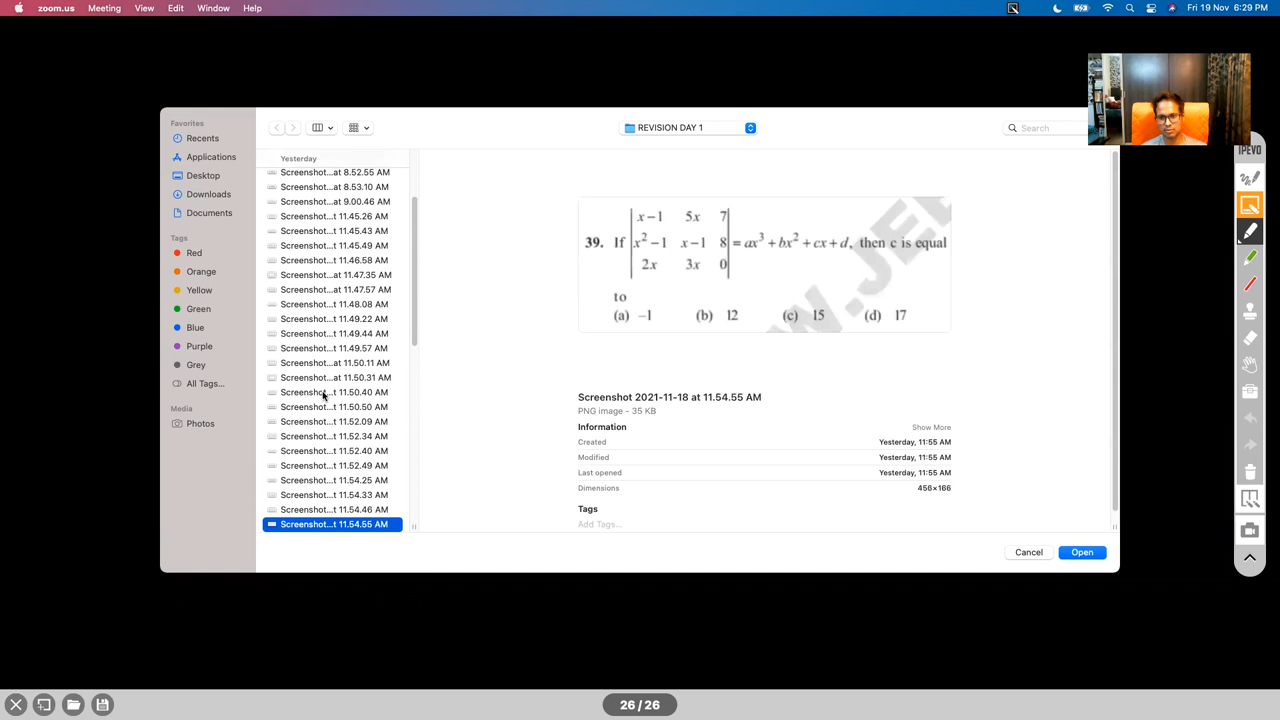 zoom.us Meeting View Edit Window Help Fri 19 Nov 6:29 PM
IPEVO
Favorites
Recents
Applications
Desktop
Downloads
Documents
Tags
Red
Orange
Yellow
Green
Blue
Purple
Grey
All Tags...
Media
Photos
REVISION DAY 1
Search
Yesterday
Screenshot...at 8.52.55 AM
Screenshot...at 8.53.10 AM
Screenshot...at 9.00.46 AM
Screenshot...t 11.45.26 AM
Screenshot...t 11.45.43 AM
Screenshot...t 11.45.49 AM
Screenshot...t 11.46.58 AM
Screenshot...at 11.47.35 AM
Screenshot...at 11.47.57 AM
Screenshot...t 11.48.08 AM
Screenshot...t 11.49.22 AM
Screenshot...t 11.49.44 AM
Screenshot...t 11.49.57 AM
Screenshot...at 11.50.11 AM
Screenshot...at 11.50.31 AM
Screenshot...t 11.50.40 AM
Screenshot...t 11.50.50 AM
Screenshot...t 11.52.09 AM
Screenshot...t 11.52.34 AM
Screenshot...t 11.52.40 AM
Screenshot...t 11.52.49 AM
Screenshot...t 11.54.25 AM
Screenshot...t 11.54.33 AM
Screenshot...t 11.54.46 AM
Screenshot...t 11.54.55 AM
x−1 5x 7
39. If x²−1 x−1 8 = ax³ + bx² + cx + d, then c is equal
2x 3x 0
to
(a) −1 (b) 12 (c) 15 (d) 17
W.JE
Screenshot 2021-11-18 at 11.54.55 AM
PNG image - 35 KB
Information Show More
Created Yesterday, 11:55 AM
Modified Yesterday, 11:55 AM
Last opened Yesterday, 11:55 AM
Dimensions 456×166
Tags
Add Tags...
Cancel Open
26 / 26